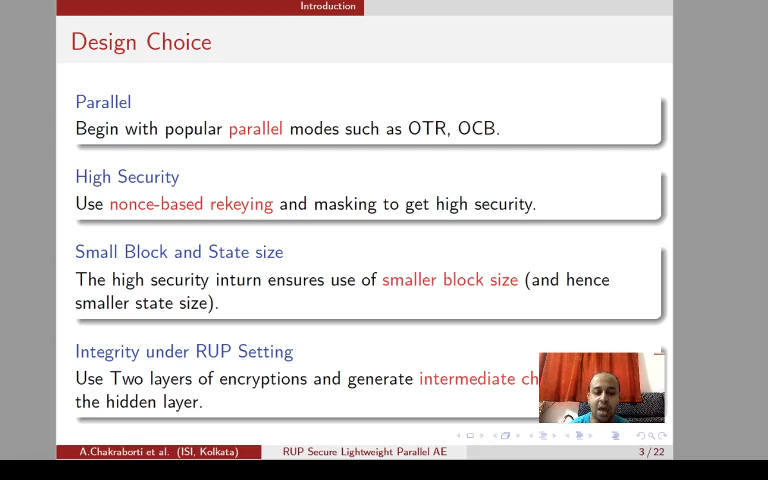 Introduction
Design Choice
Parallel
Begin with popular parallel modes such as OTR, OCB.
High Security
Use nonce-based rekeying and masking to get high security.
Small Block and State size
The high security inturn ensures use of smaller block size (and hence
smaller state size).
Integrity under RUP Setting
Use Two layers of encryptions and generate intermediate
the hidden layer.
A.Chakraborti et al. (ISI, Kolkata)
RUP Secure Lightweight Parallel AE
3 / 22